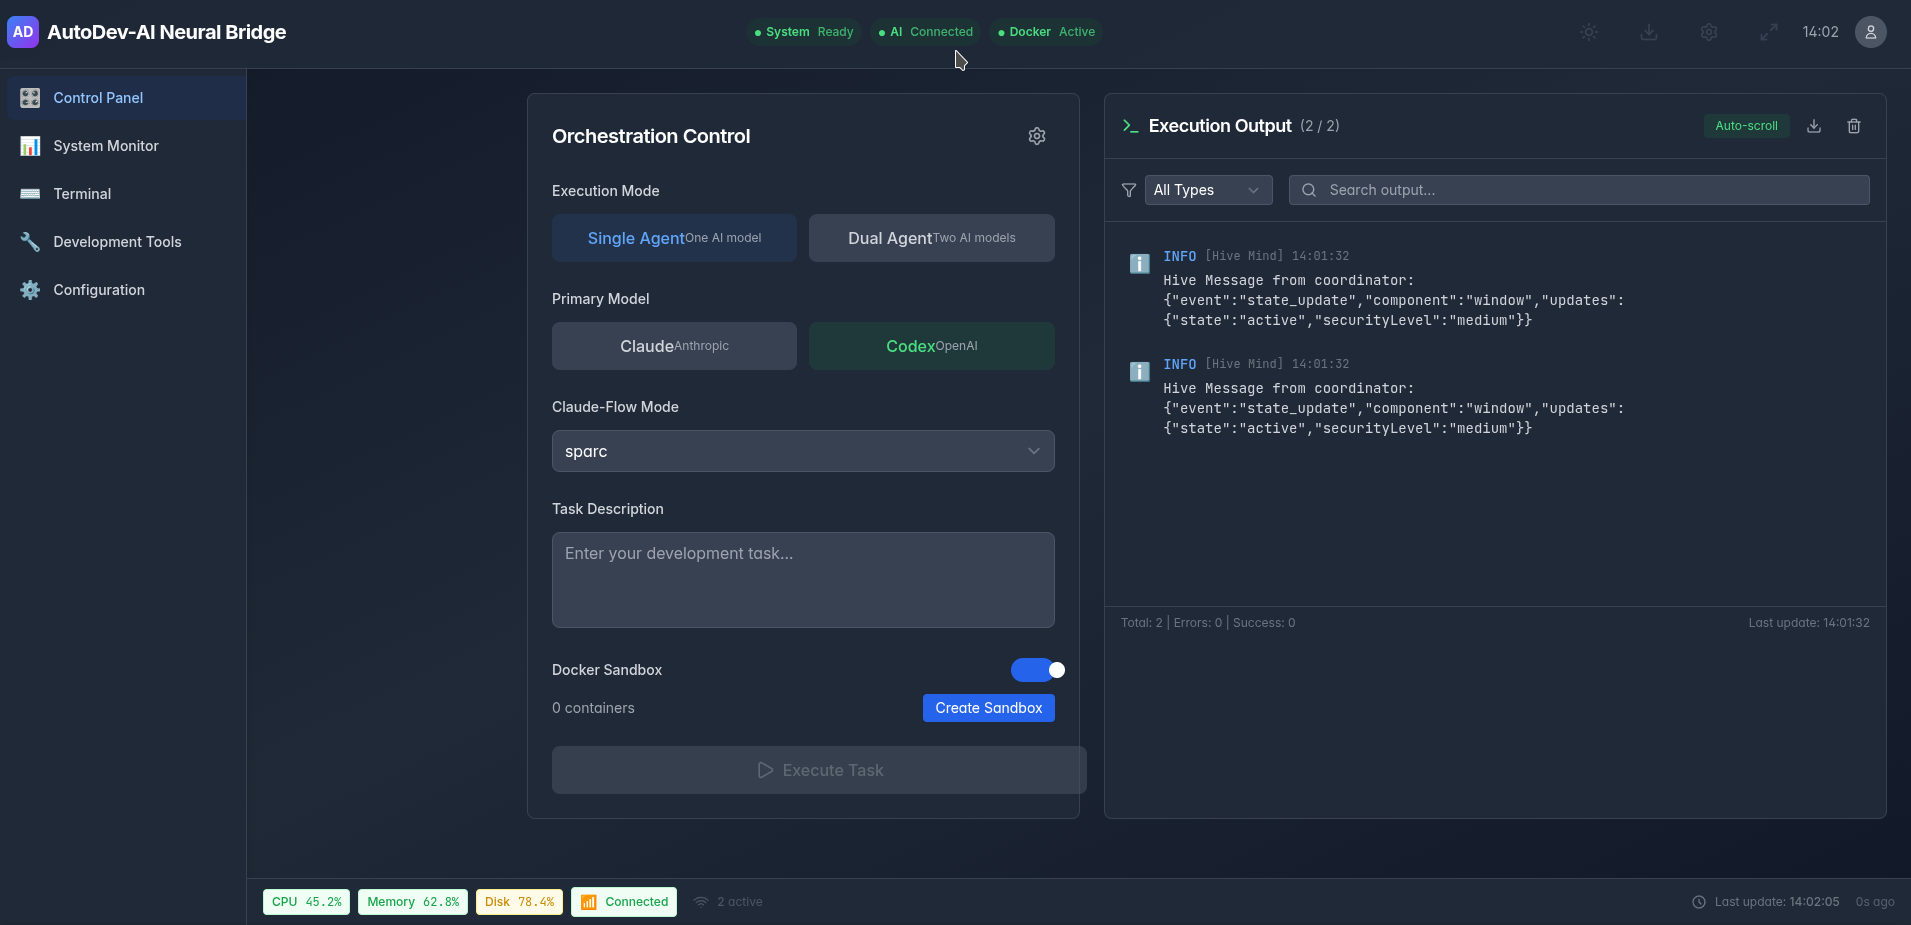 AD AutoDev-AI Neural Bridge
System Ready
AI Connected
Docker Active
14:02
Control Panel
System Monitor
Terminal
Development Tools
Configuration
Orchestration Control
Execution Mode
Single Agent One AI model
Dual Agent Two AI models
Primary Model
Claude Anthropic
Codex OpenAI
Claude-Flow Mode
sparc
Task Description
Enter your development task...
Docker Sandbox
0 containers
Create Sandbox
Execute Task
Execution Output (2 / 2)
Auto-scroll
All Types
Search output...
INFO [Hive Mind] 14:01:32
Hive Message from coordinator:
{"event":"state_update","component":"window","updates":
{"state":"active","securityLevel":"medium"}}
INFO [Hive Mind] 14:01:32
Hive Message from coordinator:
{"event":"state_update","component":"window","updates":
{"state":"active","securityLevel":"medium"}}
Total: 2 | Errors: 0 | Success: 0
Last update: 14:01:32
CPU 45.2%
Memory 62.8%
Disk 78.4%
Connected
2 active
Last update: 14:02:05
0s ago